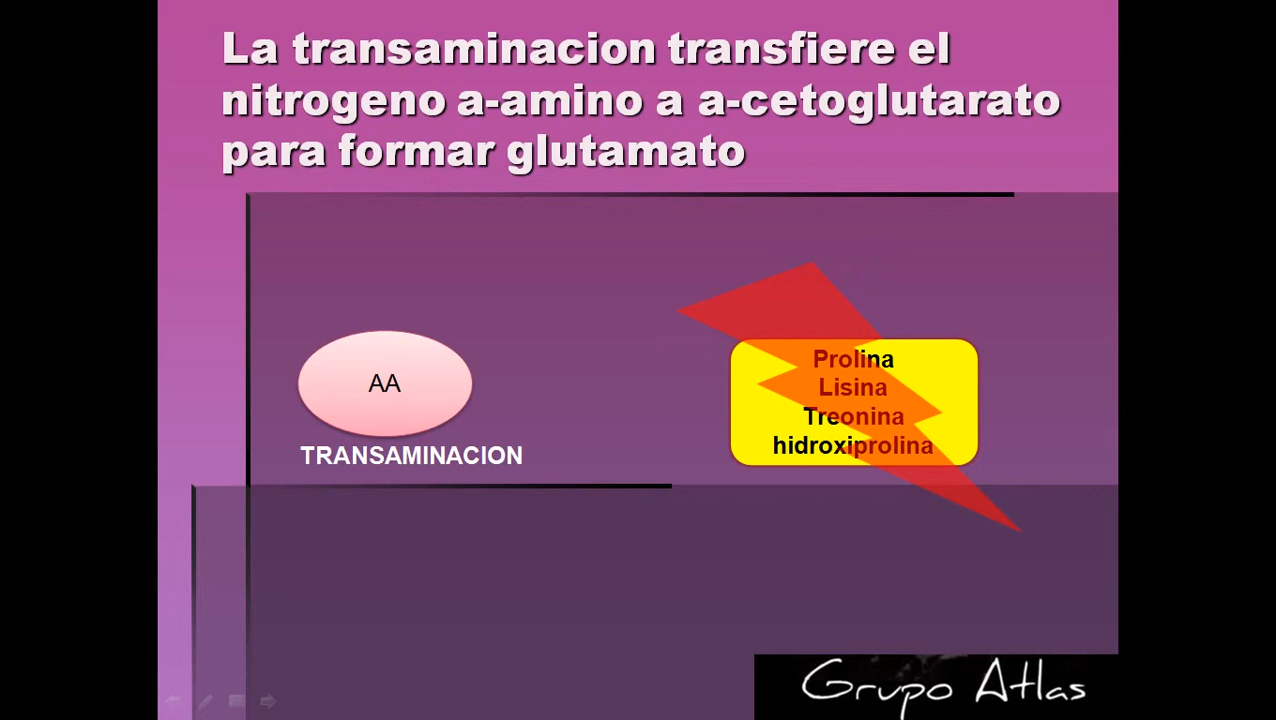 La transaminacion transfiere el
nitrogeno a-amino a a-cetoglutarato
para formar glutamato
AA
TRANSAMINACION
Prolina
Lisina
Treonina
hidroxiprolina
Grupo Atlas